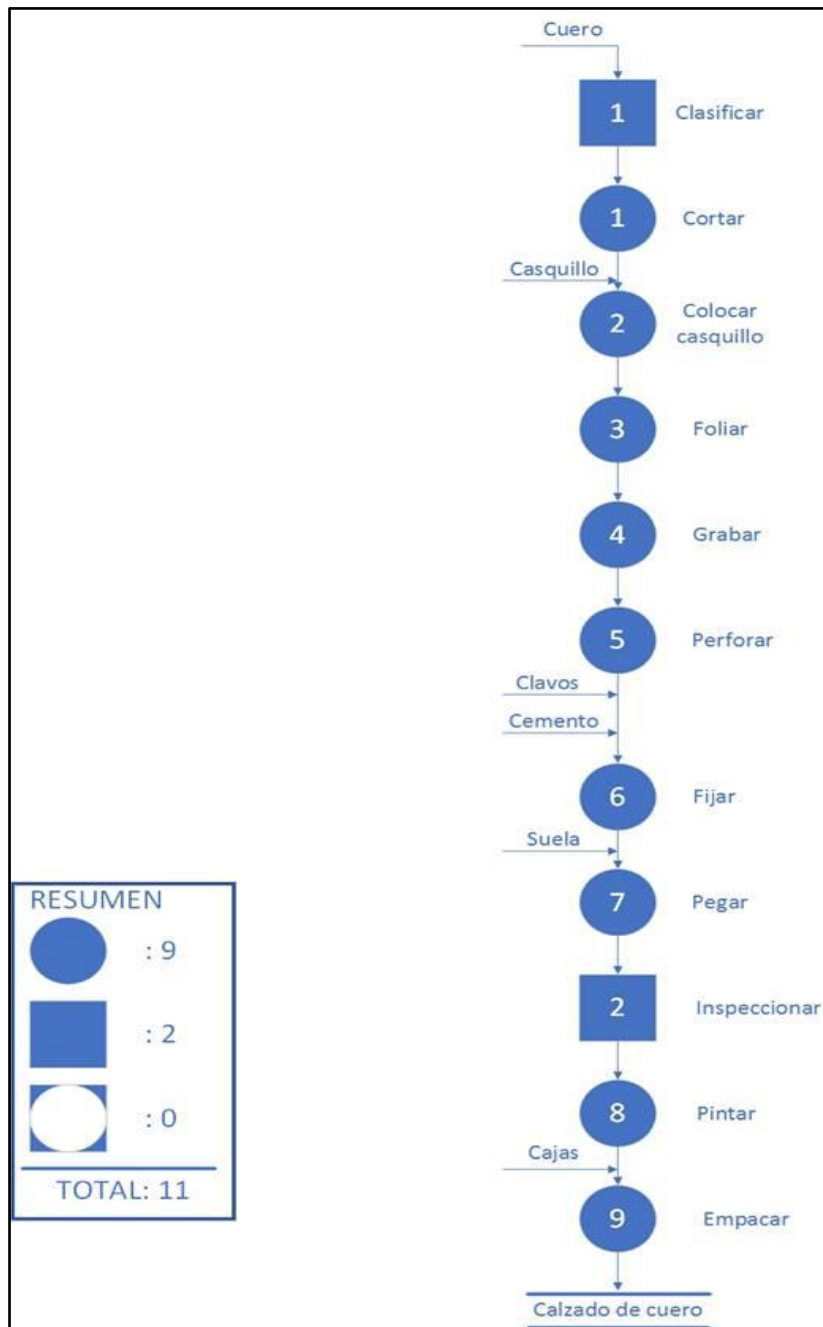 Cuero
1 Clasificar
1 Cortar
Casquillo
2 Colocar
casquillo
3 Foliar
4 Grabar
5 Perforar
Clavos
Cemento
6 Fijar
Suela
7 Pegar
2 Inspeccionar
8 Pintar
Cajas
9 Empacar
Calzado de cuero
RESUMEN
: 9
: 2
: 0
TOTAL: 11